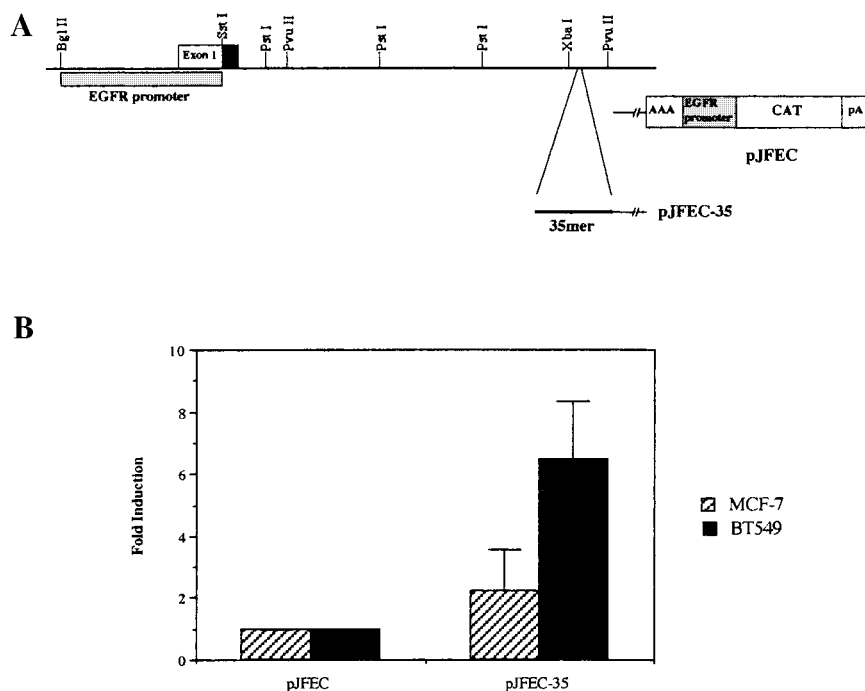 A
Bgl II
Exon 1
Sst I
Pst I
Pvu II
Pst I
Pst I
Xba I
Pvu II
EGFR promoter
AAA
EGFR
promoter
CAT
pA
pJFEC
35mer
pJFEC-35
B
Fold Induction
10
8
6
4
2
0
pJFEC
pJFEC-35
MCF-7
BT549